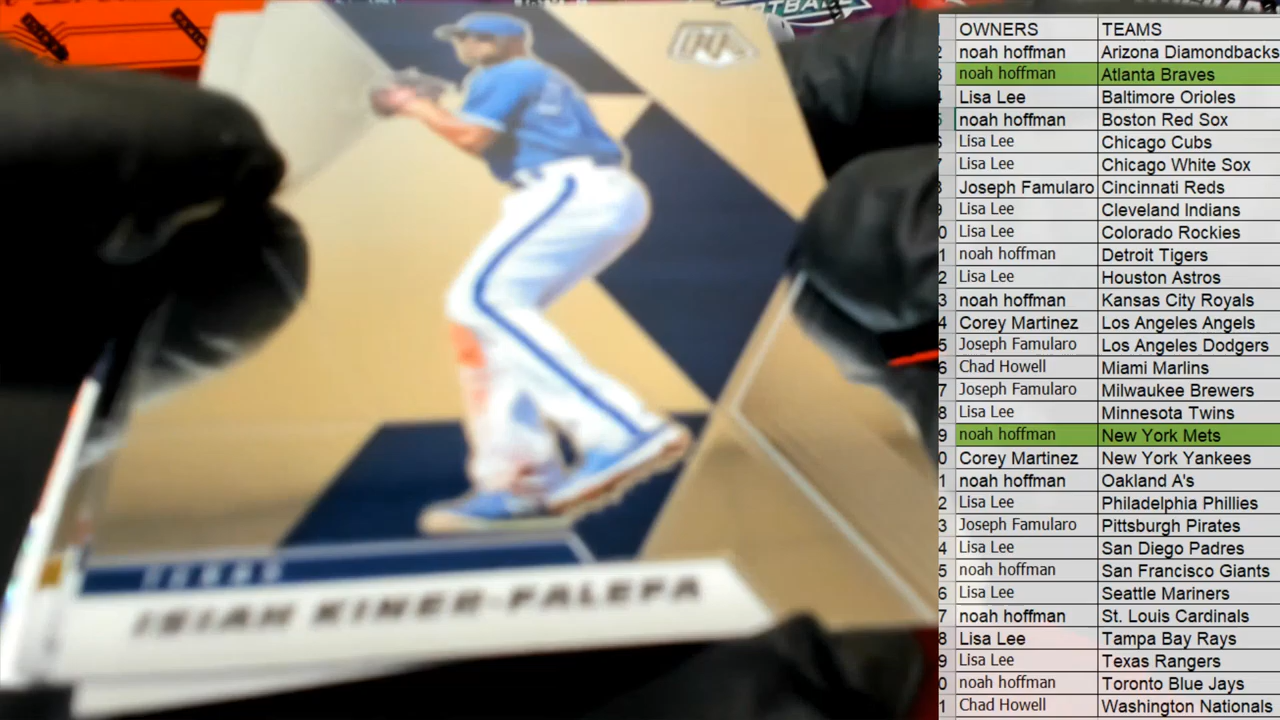 OWNERS TEAMS
noah hoffman Arizona Diamondbacks
noah hoffman Atlanta Braves
Lisa Lee Baltimore Orioles
noah hoffman Boston Red Sox
Lisa Lee Chicago Cubs
Lisa Lee Chicago White Sox
Joseph Famularo Cincinnati Reds
Lisa Lee Cleveland Indians
Lisa Lee Colorado Rockies
noah hoffman Detroit Tigers
Lisa Lee Houston Astros
noah hoffman Kansas City Royals
Corey Martinez Los Angeles Angels
Joseph Famularo Los Angeles Dodgers
Chad Howell Miami Marlins
Joseph Famularo Milwaukee Brewers
Lisa Lee Minnesota Twins
noah hoffman New York Mets
Corey Martinez New York Yankees
noah hoffman Oakland A's
Lisa Lee Philadelphia Phillies
Joseph Famularo Pittsburgh Pirates
Lisa Lee San Diego Padres
noah hoffman San Francisco Giants
Lisa Lee Seattle Mariners
noah hoffman St. Louis Cardinals
Lisa Lee Tampa Bay Rays
Lisa Lee Texas Rangers
noah hoffman Toronto Blue Jays
Chad Howell Washington Nationals
TEXAS
ISIAH KINER-FALEFA